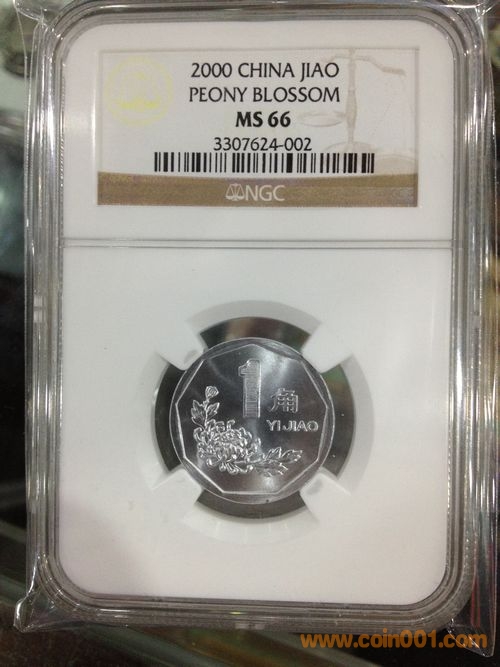 2000 CHINA JIAO
PEONY BLOSSOM
MS 66
3307624-002
NGC
1角
YI JIAO
www.coin001.com